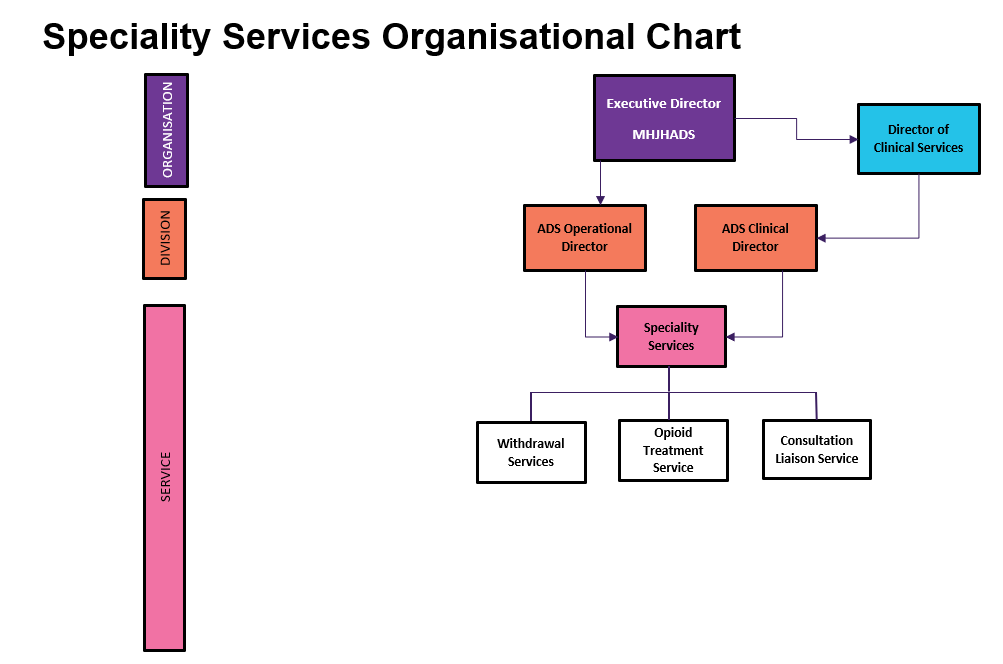 Speciality Services Organisational Chart
ORGANISATION
Executive Director
MHJHADS
Director of
Clinical Services
DIVISION
ADS Operational
Director
ADS Clinical
Director
SERVICE
Speciality
Services
Withdrawal
Services
Opioid
Treatment
Service
Consultation
Liaison Service